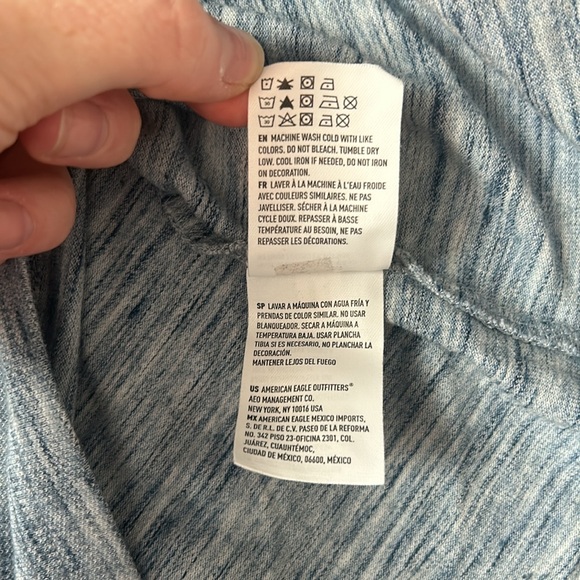 EN MACHINE WASH COLD WITH LIKE
COLORS. DO NOT BLEACH. TUMBLE DRY
LOW. COOL IRON IF NEEDED, DO NOT IRON
ON DECORATION.
FR LAVER À LA MACHINE À L'EAU FROIDE
AVEC COULEURS SIMILAIRES. NE PAS
JAVELLISER. SÉCHER À LA MACHINE
CYCLE DOUX. REPASSER À BASSE
TEMPÉRATURE AU BESOIN, NE PAS
REPASSER LES DÉCORATIONS.
SP LAVAR A MÁQUINA CON AGUA FRÍA Y
PRENDAS DE COLOR SIMILAR. NO USAR
BLANQUEADOR. SECAR A MÁQUINA A
TEMPERATURA BAJA. USAR PLANCHA
TIBIA SI ES NECESARIO, NO PLANCHAR LA
DECORACIÓN.
MANTENER LEJOS DEL FUEGO
US AMERICAN EAGLE OUTFITTERS®
AEO MANAGEMENT CO.
NEW YORK, NY 10016 USA
MX AMERICAN EAGLE MEXICO IMPORTS,
S. DE R.L. DE C.V. PASEO DE LA REFORMA
NO. 342 PISO 23-OFICINA 2301, COL.
JUÁREZ, CUAUHTÉMOC,
CIUDAD DE MÉXICO, 06600, MÉXICO